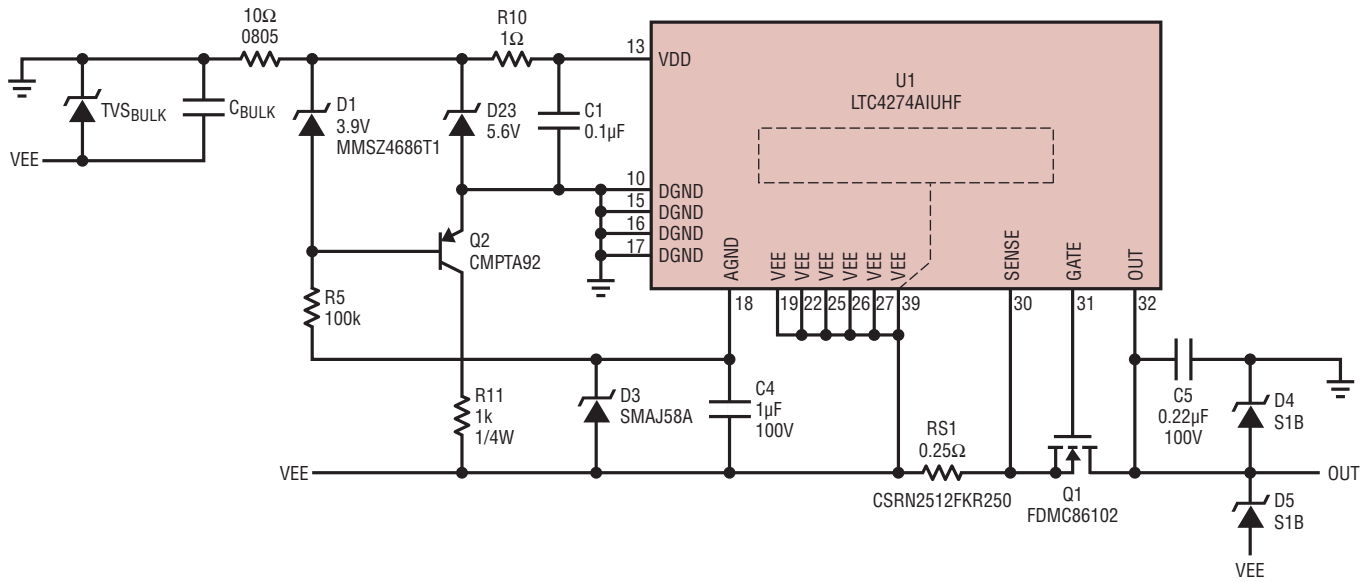 10Ω
0805
R10
1Ω
13
VDD
U1
LTC4274AIUHF
TVSBULK
CBULK
D1
3.9V
MMSZ4686T1
D23
5.6V
C1
0.1µF
VEE
10
DGND
15
DGND
16
DGND
17
DGND
Q2
CMPTA92
AGND
VEE
VEE
VEE
VEE
VEE
VEE
SENSE
GATE
OUT
18
19
22
25
26
27
39
30
31
32
R5
100k
R11
1k
1/4W
D3
SMAJ58A
C4
1µF
100V
C5
0.22µF
100V
D4
S1B
RS1
0.25Ω
VEE
OUT
CSRN2512FKR250
Q1
FDMC86102
D5
S1B
VEE